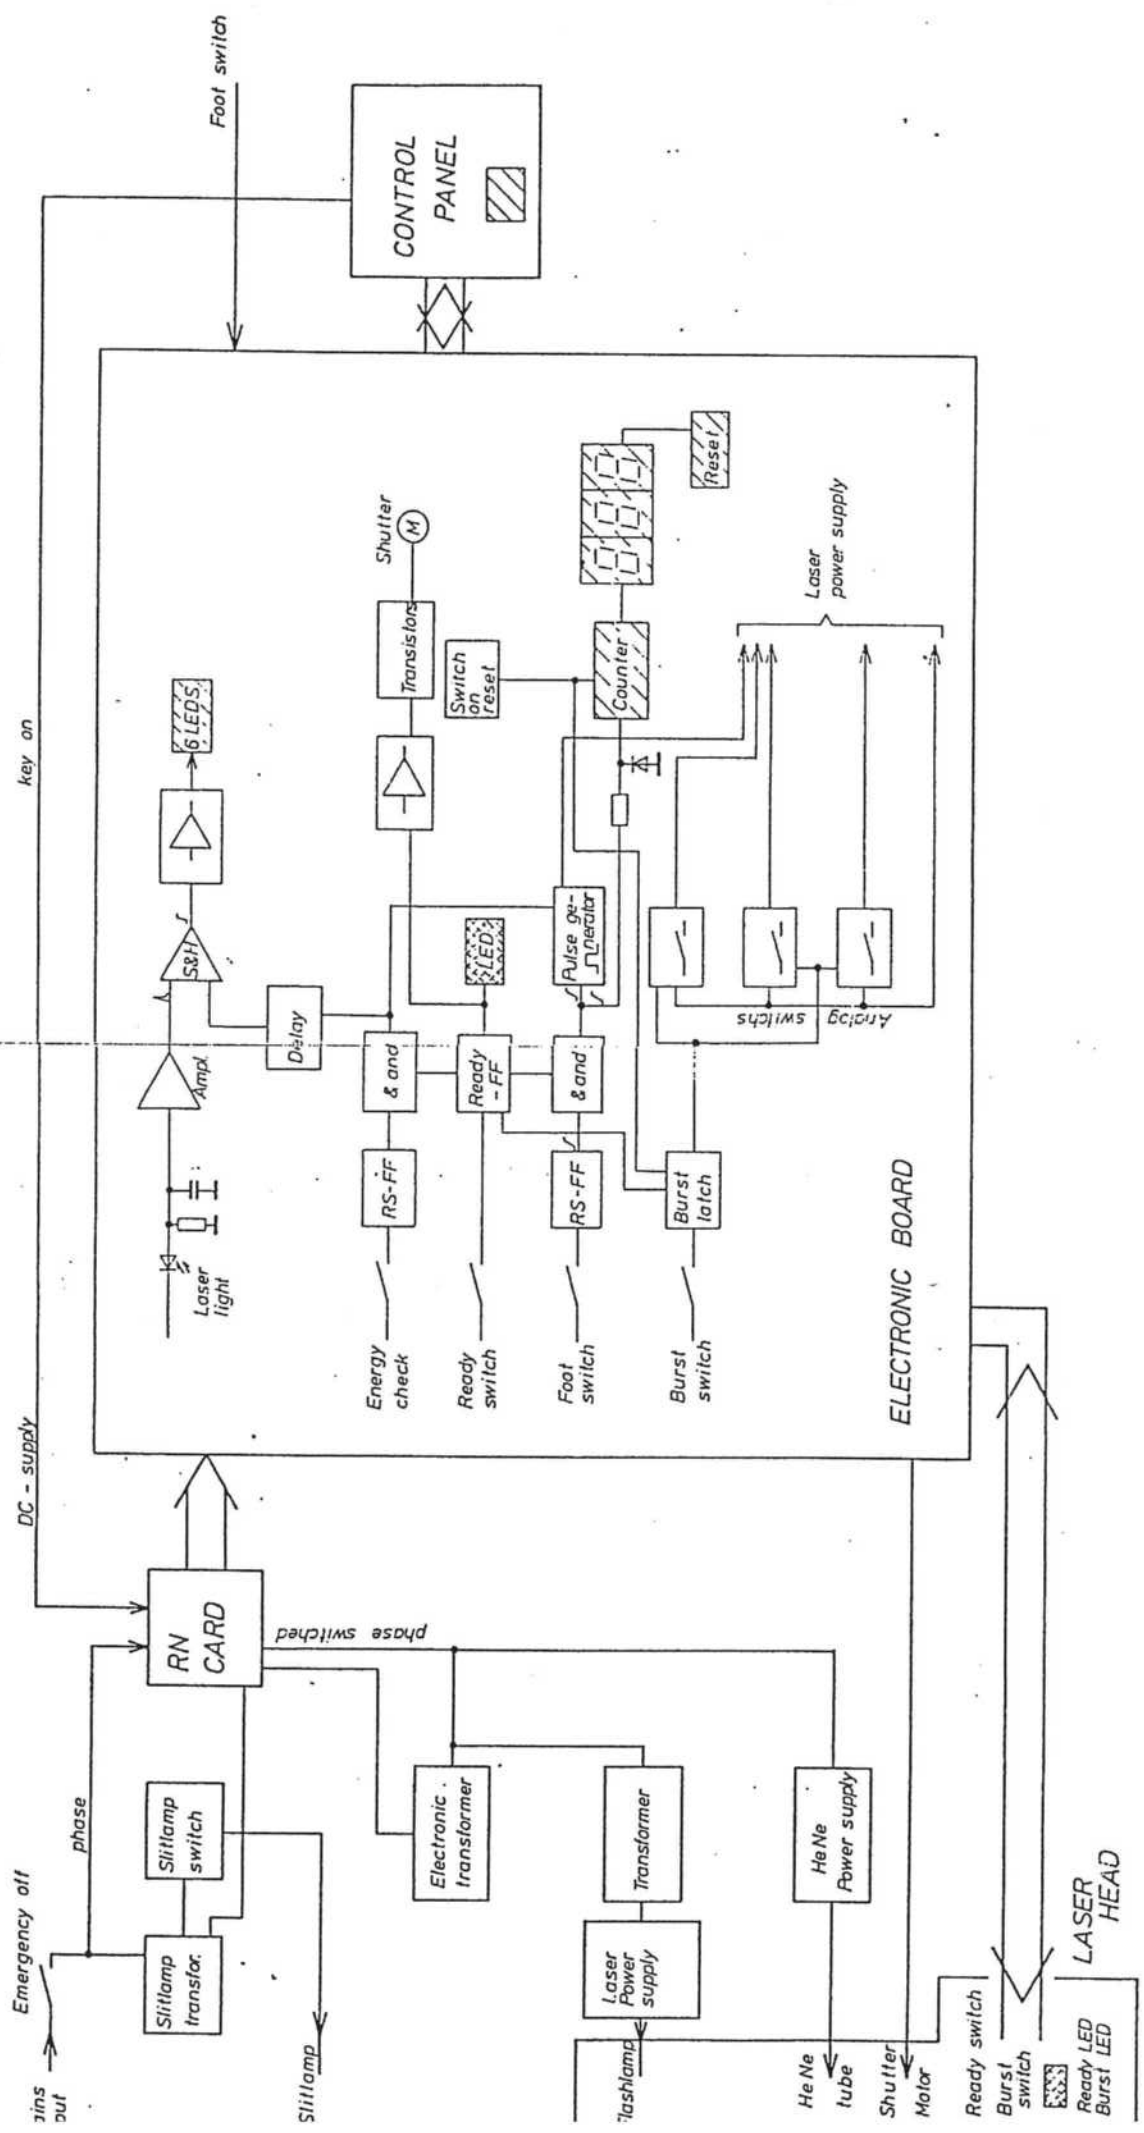 Emergency off
phase
Slitlamp
transfor.
Slitlamp
switch
Slitlamp
RN
CARD
DC - supply
key on
Foot switch
phase switched
Electronic
transformer
Transformer
Laser
Power
supply
HeNe
Power supply
HeNe
tube
Shutter
Motor
Ready switch
Burst
switch
Ready LED
Burst LED
LASER
HEAD
ELECTRONIC BOARD
Laser
light
Ampl.
S&H
6 LEDS
Delay
Energy
check
RS-FF
& and
Ready
switch
Ready
-FF
LED
Transistors
Shutter
M
Foot
switch
RS-FF
& and
Pulse ge-
nerator
Switch
on
reset
Counter
Reset
Burst
switch
Burst
latch
Analog
switchs
Laser
power supply
CONTROL
PANEL